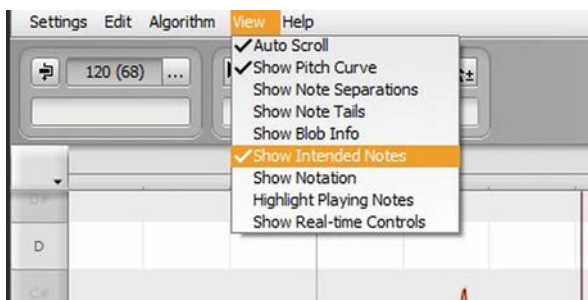 Settings Edit Algorithm View Help
Auto Scroll
120 (68) ...
Show Pitch Curve
Show Note Separations
Show Note Tails
Show Blob Info
Show Intended Notes
Show Notation
Highlight Playing Notes
Show Real-time Controls
D#
D
C#